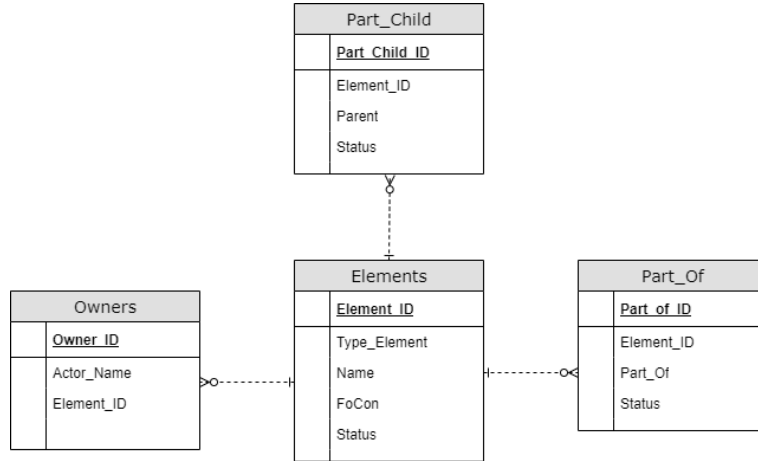 Part_Child
Part_Child_ID
Element_ID
Parent
Status
Elements
Element_ID
Type_Element
Name
FoCon
Status
Owners
Owner_ID
Actor_Name
Element_ID
Part_Of
Part_of_ID
Element_ID
Part_Of
Status